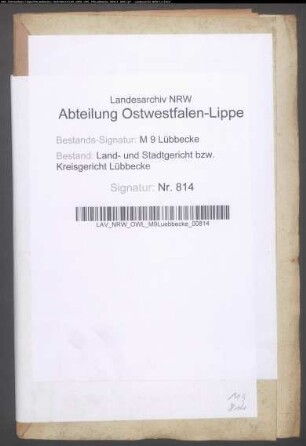 Landesarchiv NRW
Abteilung Ostwestfalen-Lippe
Bestands-Signatur: M 9 Lübbecke
Bestand: Land- und Stadtgericht bzw.
Kreisgericht Lübbecke
Signatur: Nr. 814
LAV_NRW_OWL_M9Luebbecke_00814